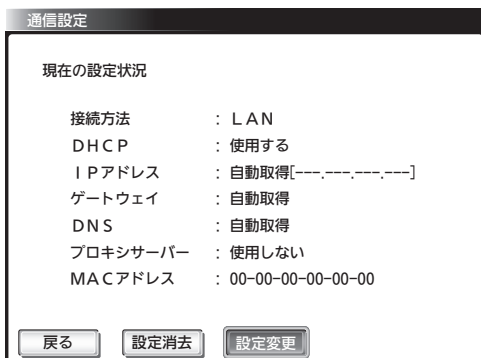 通信設定
現在の設定状況
接続方法 : ＬＡＮ
ＤＨＣＰ : 使用する
ＩＰアドレス : 自動取得[---.---.---.---]
ゲートウェイ : 自動取得
ＤＮＳ : 自動取得
プロキシサーバー : 使用しない
ＭＡＣアドレス : 00-00-00-00-00-00
戻る 設定消去 設定変更